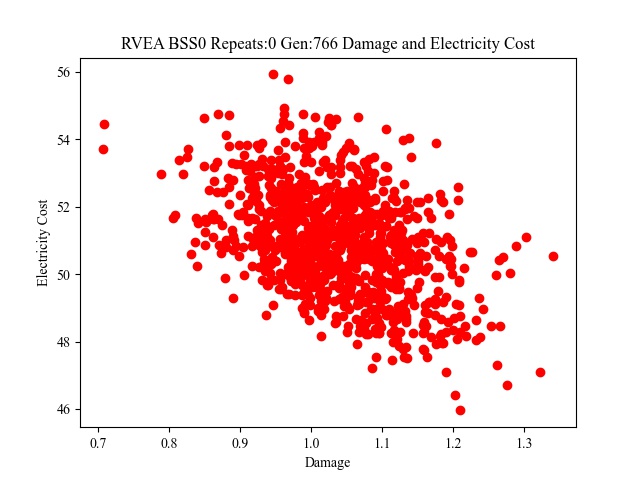 RVEA BSS0 Repeats:0 Gen:766 Damage and Electricity Cost
56
54
52
50
48
46
Electricity Cost
0.7 0.8 0.9 1.0 1.1 1.2 1.3
Damage